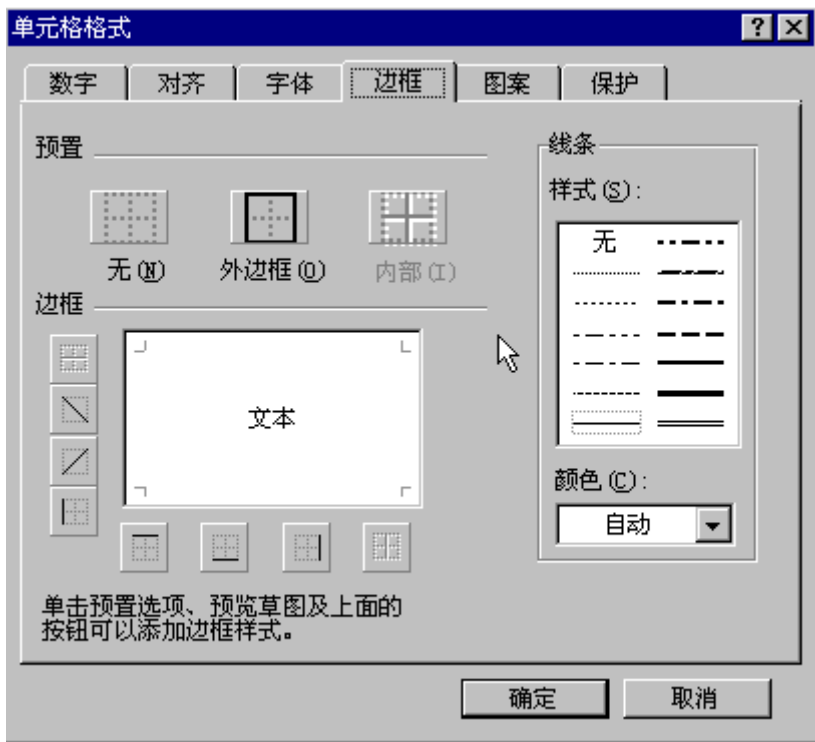 单元格格式
数字 对齐 字体 边框 图案 保护
预置
无(N) 外边框(O) 内部(I)
边框
文本
线条
样式(S):
无
颜色(C):
自动
单击预置选项、预览草图及上面的
按钮可以添加边框样式。
确定 取消